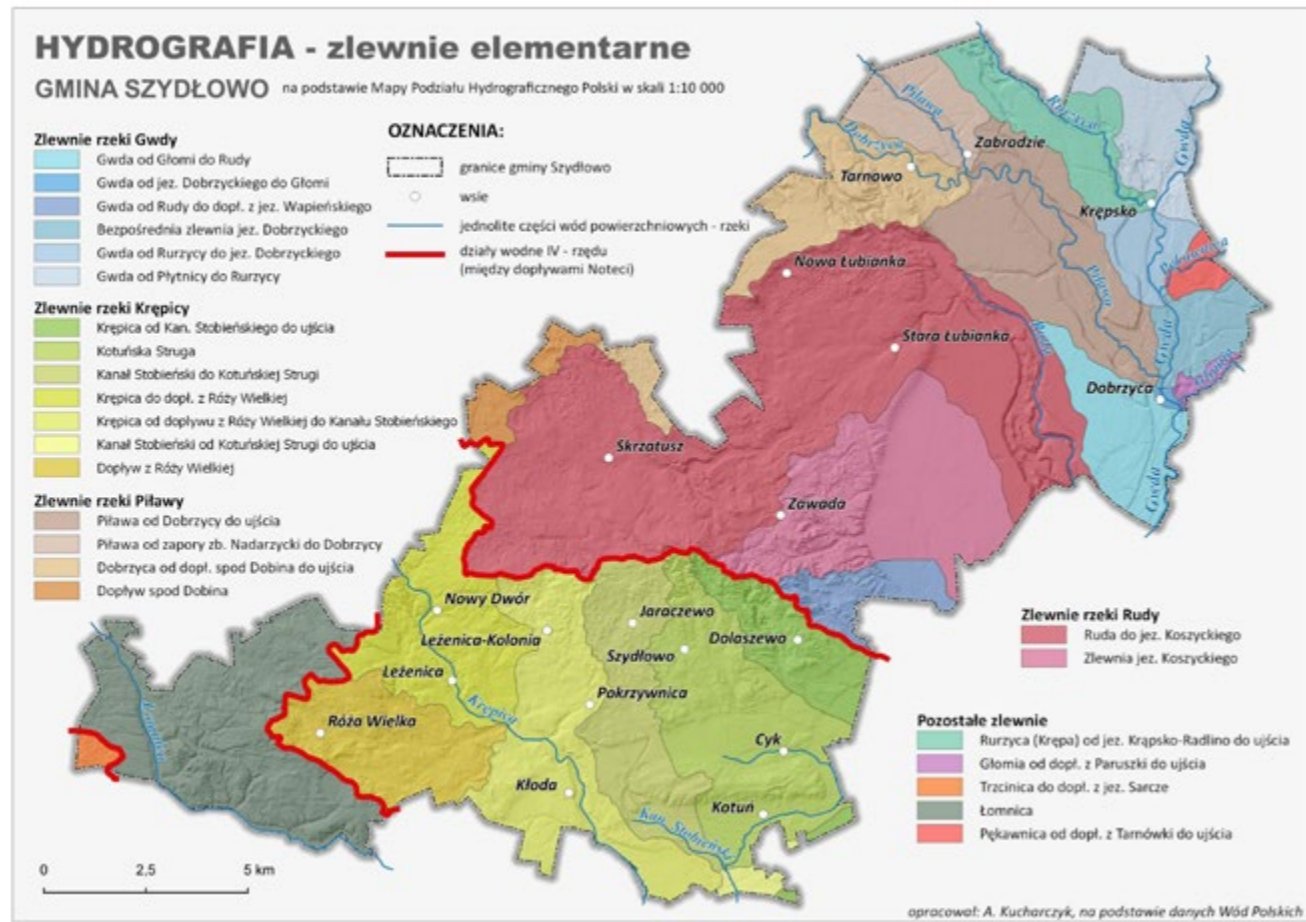 HYDROGRAFIA - zlewnie elementarne
GMINA SZYDŁOWO na podstawie Mapy Podziału Hydrograficznego Polski w skali 1:10 000
Zlewnie rzeki Gwdy
Gwda od Głomi do Rudy
Gwda od jez. Dobrzyckiego do Głomi
Gwda od Rudy do dopł. z jez. Wapieńskiego
Bezpośrednia zlewnia jez. Dobrzyckiego
Gwda od Rurzycy do jez. Dobrzyckiego
Gwda od Płytnicy do Rurzycy
Zlewnie rzeki Krępicy
Krępica od Kan. Stobieńskiego do ujścia
Kotuńska Struga
Kanał Stobieński do Kotuńskiej Strugi
Krępica do dopł. z Róży Wielkiej
Krępica od dopływu z Róży Wielkiej do Kanału Stobieńskiego
Kanał Stobieński od Kotuńskiej Strugi do ujścia
Dopływ z Róży Wielkiej
Zlewnie rzeki Piławy
Piława od Dobrzycy do ujścia
Piława od zapory zb. Nadarzycki do Dobrzycy
Dobrzyca od dopł. spod Dobina do ujścia
Dopływ spod Dobina
OZNACZENIA:
granice gminy Szydłowo
wsie
jednolite części wód powierzchniowych - rzeki
działy wodne IV - rzędu
(między dopływami Noteci)
Piława
Rurzyca
Gwda
Dobrzyca
Zabrodzie
Tarnowo
Krępsko
Nowa Łubianka
Piława
Ruda
Stara Łubianka
Gwda
Dobrzyca
Skrzatusz
Zawada
Gwda
Nowy Dwór
Jaraczewo
Leżenica-Kolonia
Dolaszewo
Szydłowo
Leżenica
Krępica
Pokrzywnica
Róża Wielka
Łomnica
Cyk
Kłoda
Kotuń
Kan. Stobieński
Zlewnie rzeki Rudy
Ruda do jez. Koszyckiego
Zlewnia jez. Koszyckiego
Pozostałe zlewnie
Rurzyca (Krępa) od jez. Krąpsko-Radlino do ujścia
Głomia od dopł. z Paruszki do ujścia
Trzcinica do dopł. z jez. Sarcze
Łomnica
Pękawnica od dopł. z Tarnówki do ujścia
0 2,5 5 km
opracował: A. Kucharczyk, na podstawie danych Wód Polskich